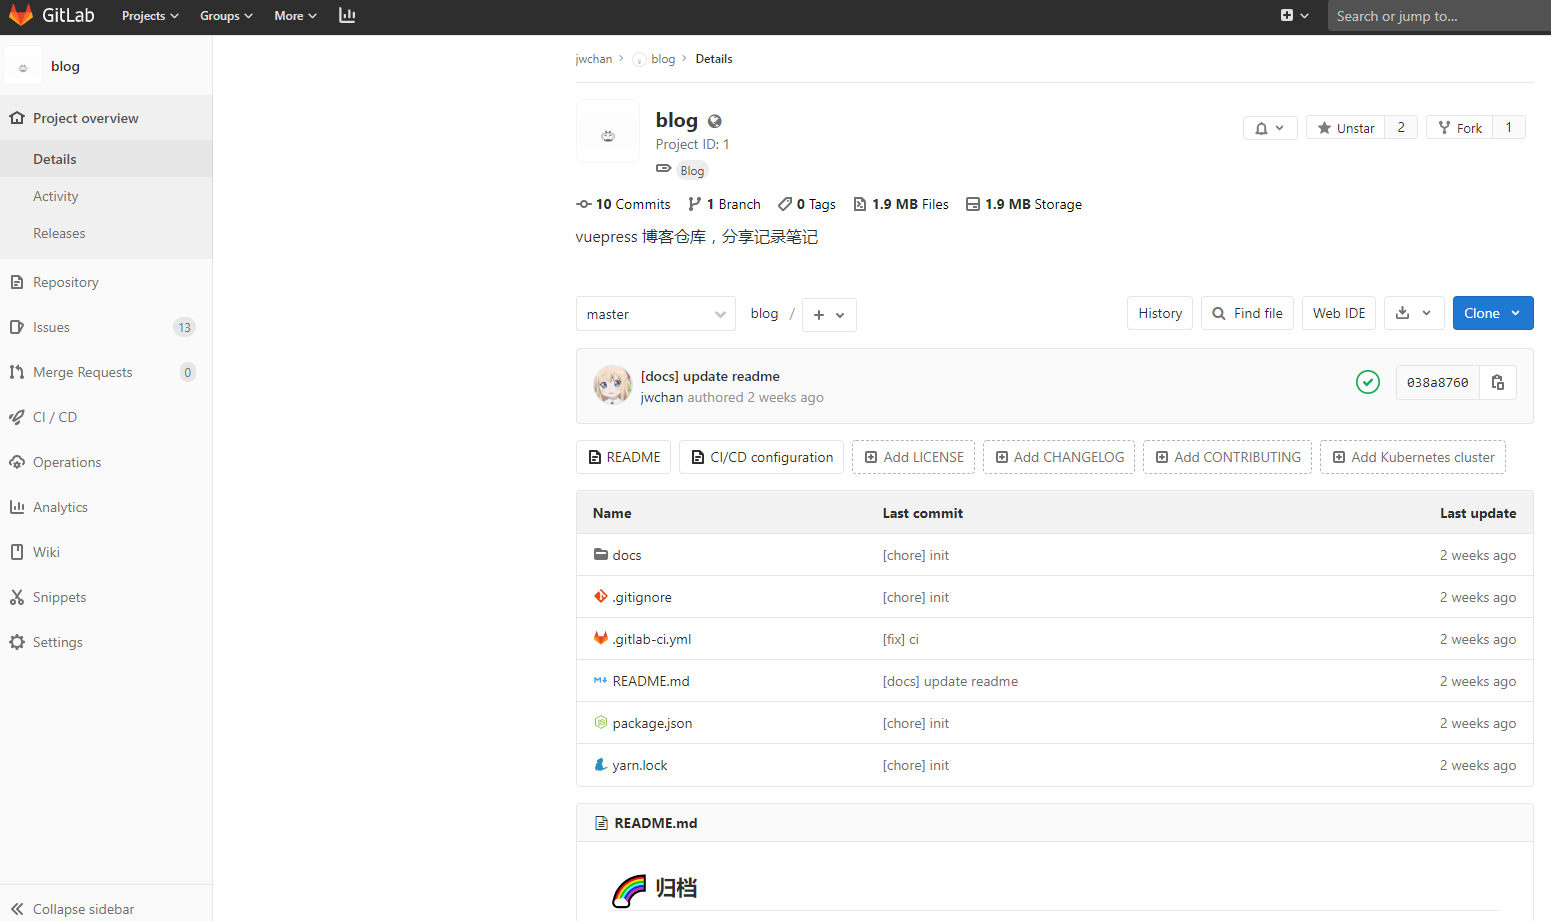 GitLab Projects Groups More Search or jump to...
blog
Project overview
Details
Activity
Releases
Repository
Issues 13
Merge Requests 0
CI / CD
Operations
Analytics
Wiki
Snippets
Settings
Collapse sidebar
jwchan > blog > Details
blog
Project ID: 1
Blog
Unstar 2 Fork 1
10 Commits 1 Branch 0 Tags 1.9 MB Files 1.9 MB Storage
vuepress 博客仓库，分享记录笔记
master blog / + History Find file Web IDE Clone
[docs] update readme
jwchan authored 2 weeks ago
038a8760
README CI/CD configuration Add LICENSE Add CHANGELOG Add CONTRIBUTING Add Kubernetes cluster
Name Last commit Last update
docs [chore] init 2 weeks ago
.gitignore [chore] init 2 weeks ago
.gitlab-ci.yml [fix] ci 2 weeks ago
README.md [docs] update readme 2 weeks ago
package.json [chore] init 2 weeks ago
yarn.lock [chore] init 2 weeks ago
README.md
归档